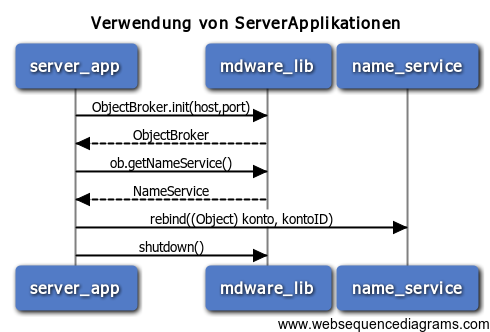 Verwendung von ServerApplikationen
server_app
mdware_lib
name_service
ObjectBroker.init(host,port)
ObjectBroker
ob.getNameService()
NameService
rebind((Object) konto, kontoID)
shutdown()
server_app
mdware_lib
name_service
www.websequencediagrams.com